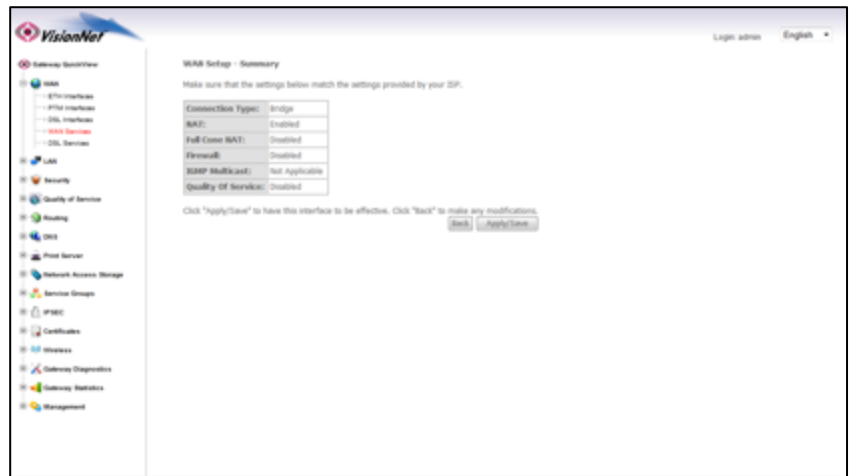 VisionNet
Login: admin
English
Gateway QuickView
WAN
ETH Interfaces
PTM Interfaces
DSL Interfaces
WAN Services
DSL Services
LAN
Security
Quality of Service
Routing
DNS
Print Server
Network Access Storage
Service Groups
IPSEC
Certificates
Wireless
Gateway Diagnostics
Gateway Statistics
Management
WAN Setup - Summary
Make sure that the settings below match the settings provided by your ISP.
Connection Type: Bridge
NAT: Enabled
Full Cone NAT: Disabled
Firewall: Disabled
IGMP Multicast: Not Applicable
Quality Of Service: Disabled
Click "Apply/Save" to have this interface to be effective. Click "Back" to make any modifications.
Back Apply/Save